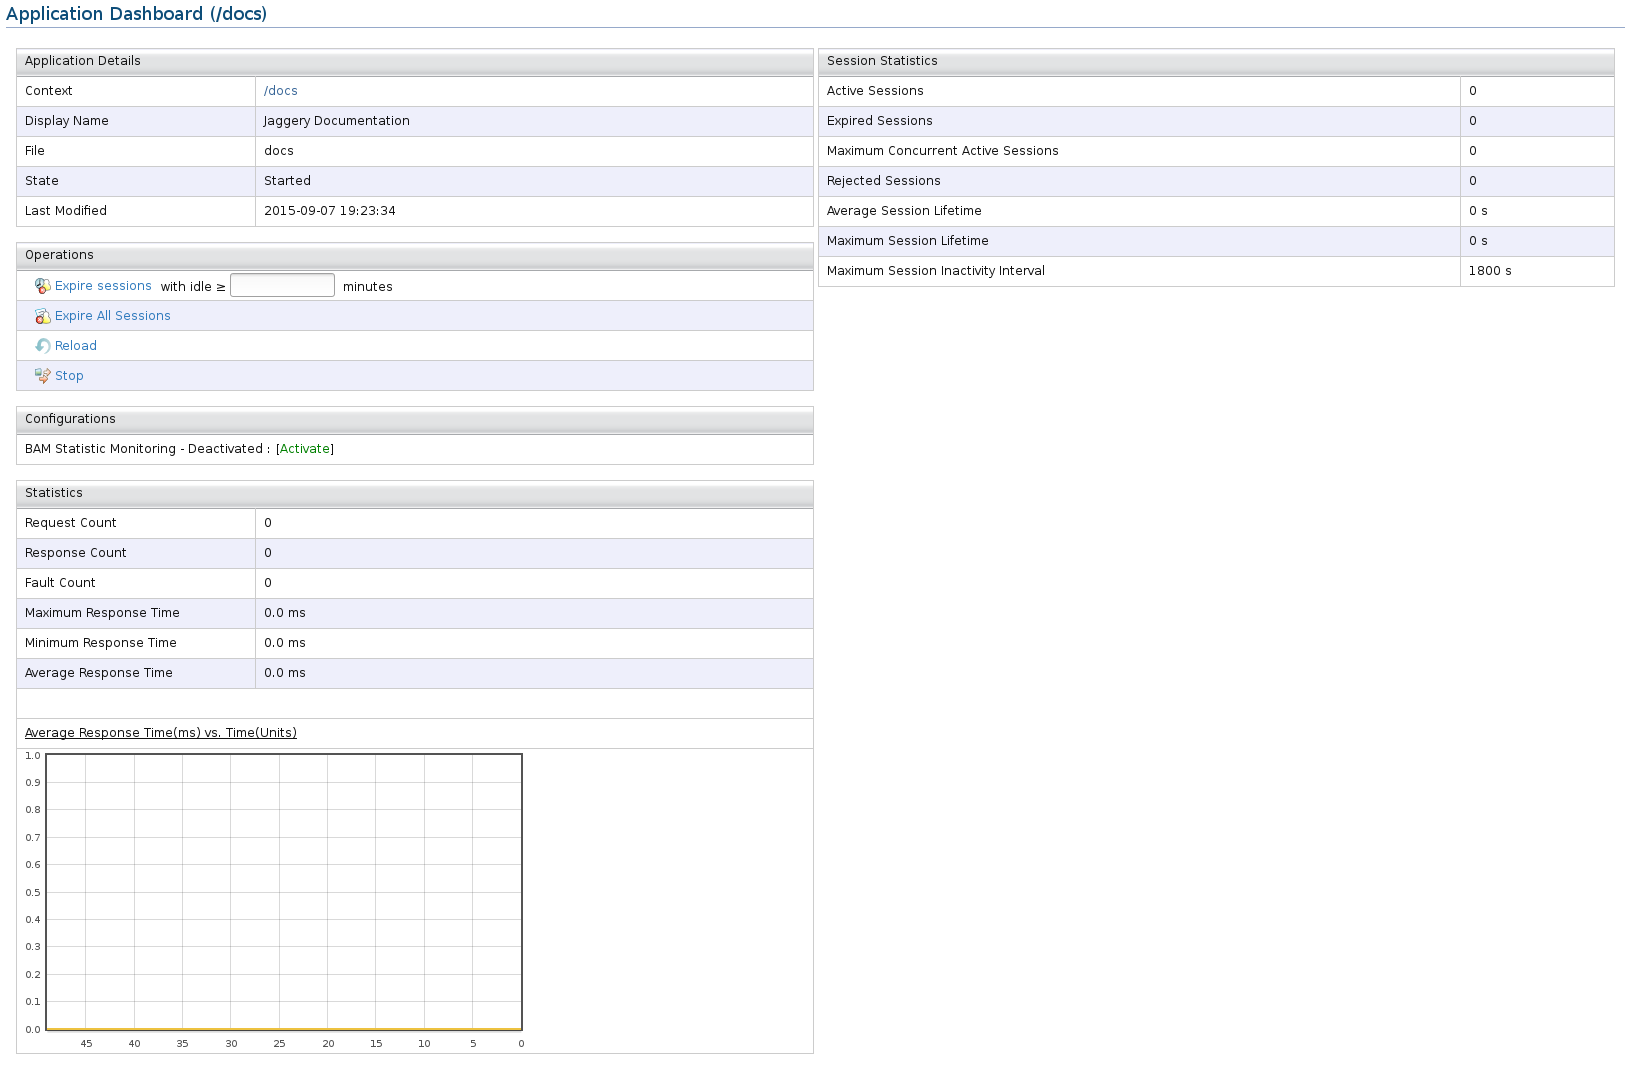 Application Dashboard (/docs)
Application Details
Context /docs
Display Name Jaggery Documentation
File docs
State Started
Last Modified 2015-09-07 19:23:34
Operations
Expire sessions with idle ≥ minutes
Expire All Sessions
Reload
Stop
Configurations
BAM Statistic Monitoring - Deactivated : [Activate]
Statistics
Request Count 0
Response Count 0
Fault Count 0
Maximum Response Time 0.0 ms
Minimum Response Time 0.0 ms
Average Response Time 0.0 ms
Average Response Time(ms) vs. Time(Units)
1.0
0.9
0.8
0.7
0.6
0.5
0.4
0.3
0.2
0.1
0.0
45 40 35 30 25 20 15 10 5 0
Session Statistics
Active Sessions 0
Expired Sessions 0
Maximum Concurrent Active Sessions 0
Rejected Sessions 0
Average Session Lifetime 0 s
Maximum Session Lifetime 0 s
Maximum Session Inactivity Interval 1800 s